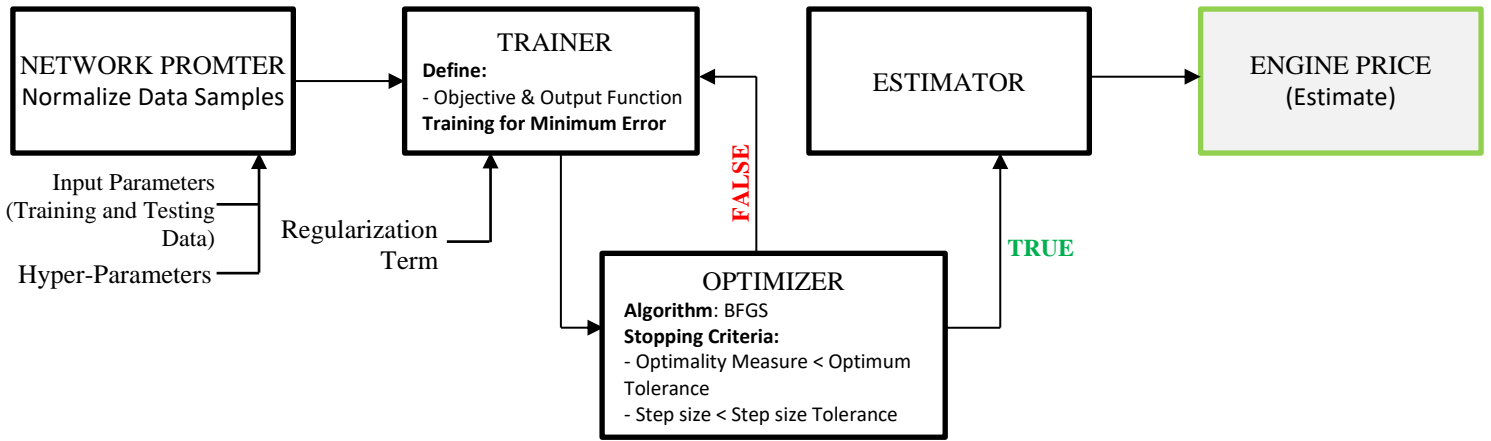 NETWORK PROMTER
Normalize Data Samples
Input Parameters
(Training and Testing
Data)
Hyper-Parameters
TRAINER
Define:
- Objective & Output Function
Training for Minimum Error
Regularization
Term
FALSE
OPTIMIZER
Algorithm: BFGS
Stopping Criteria:
- Optimality Measure < Optimum
Tolerance
- Step size < Step size Tolerance
TRUE
ESTIMATOR
ENGINE PRICE
(Estimate)